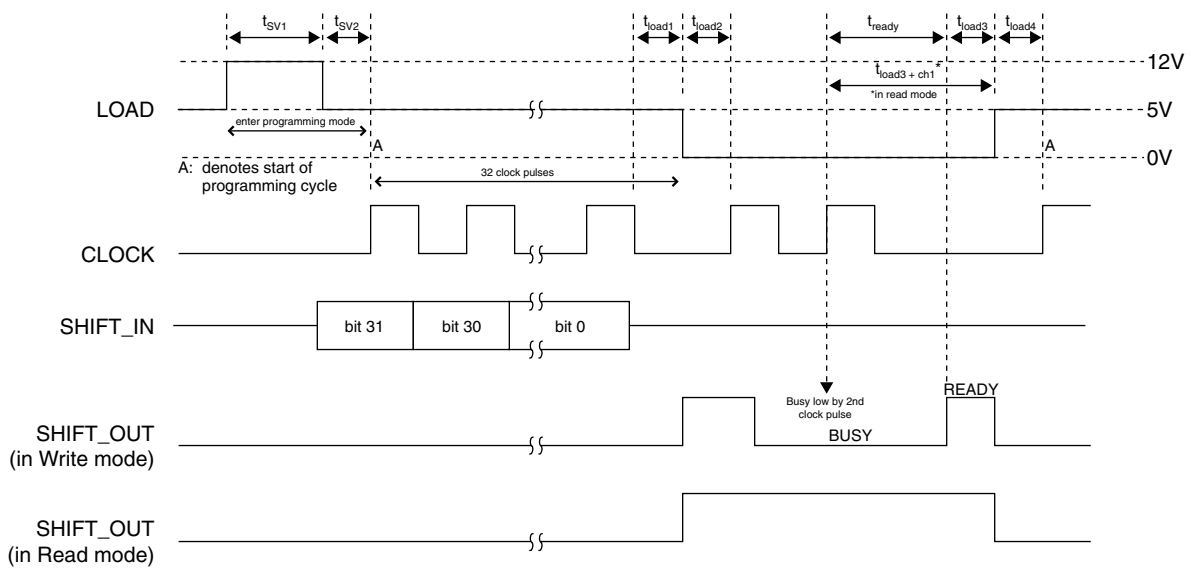 tSV1 tSV2 tload1 tload2 tready tload3 tload4
12V
tload3 + ch1*
*in read mode
LOAD
5V
enter programming mode
A
A
0V
A: denotes start of
programming cycle
32 clock pulses
CLOCK
SHIFT_IN
bit 31 bit 30 bit 0
READY
Busy low by 2nd
clock pulse
BUSY
SHIFT_OUT
(in Write mode)
SHIFT_OUT
(in Read mode)